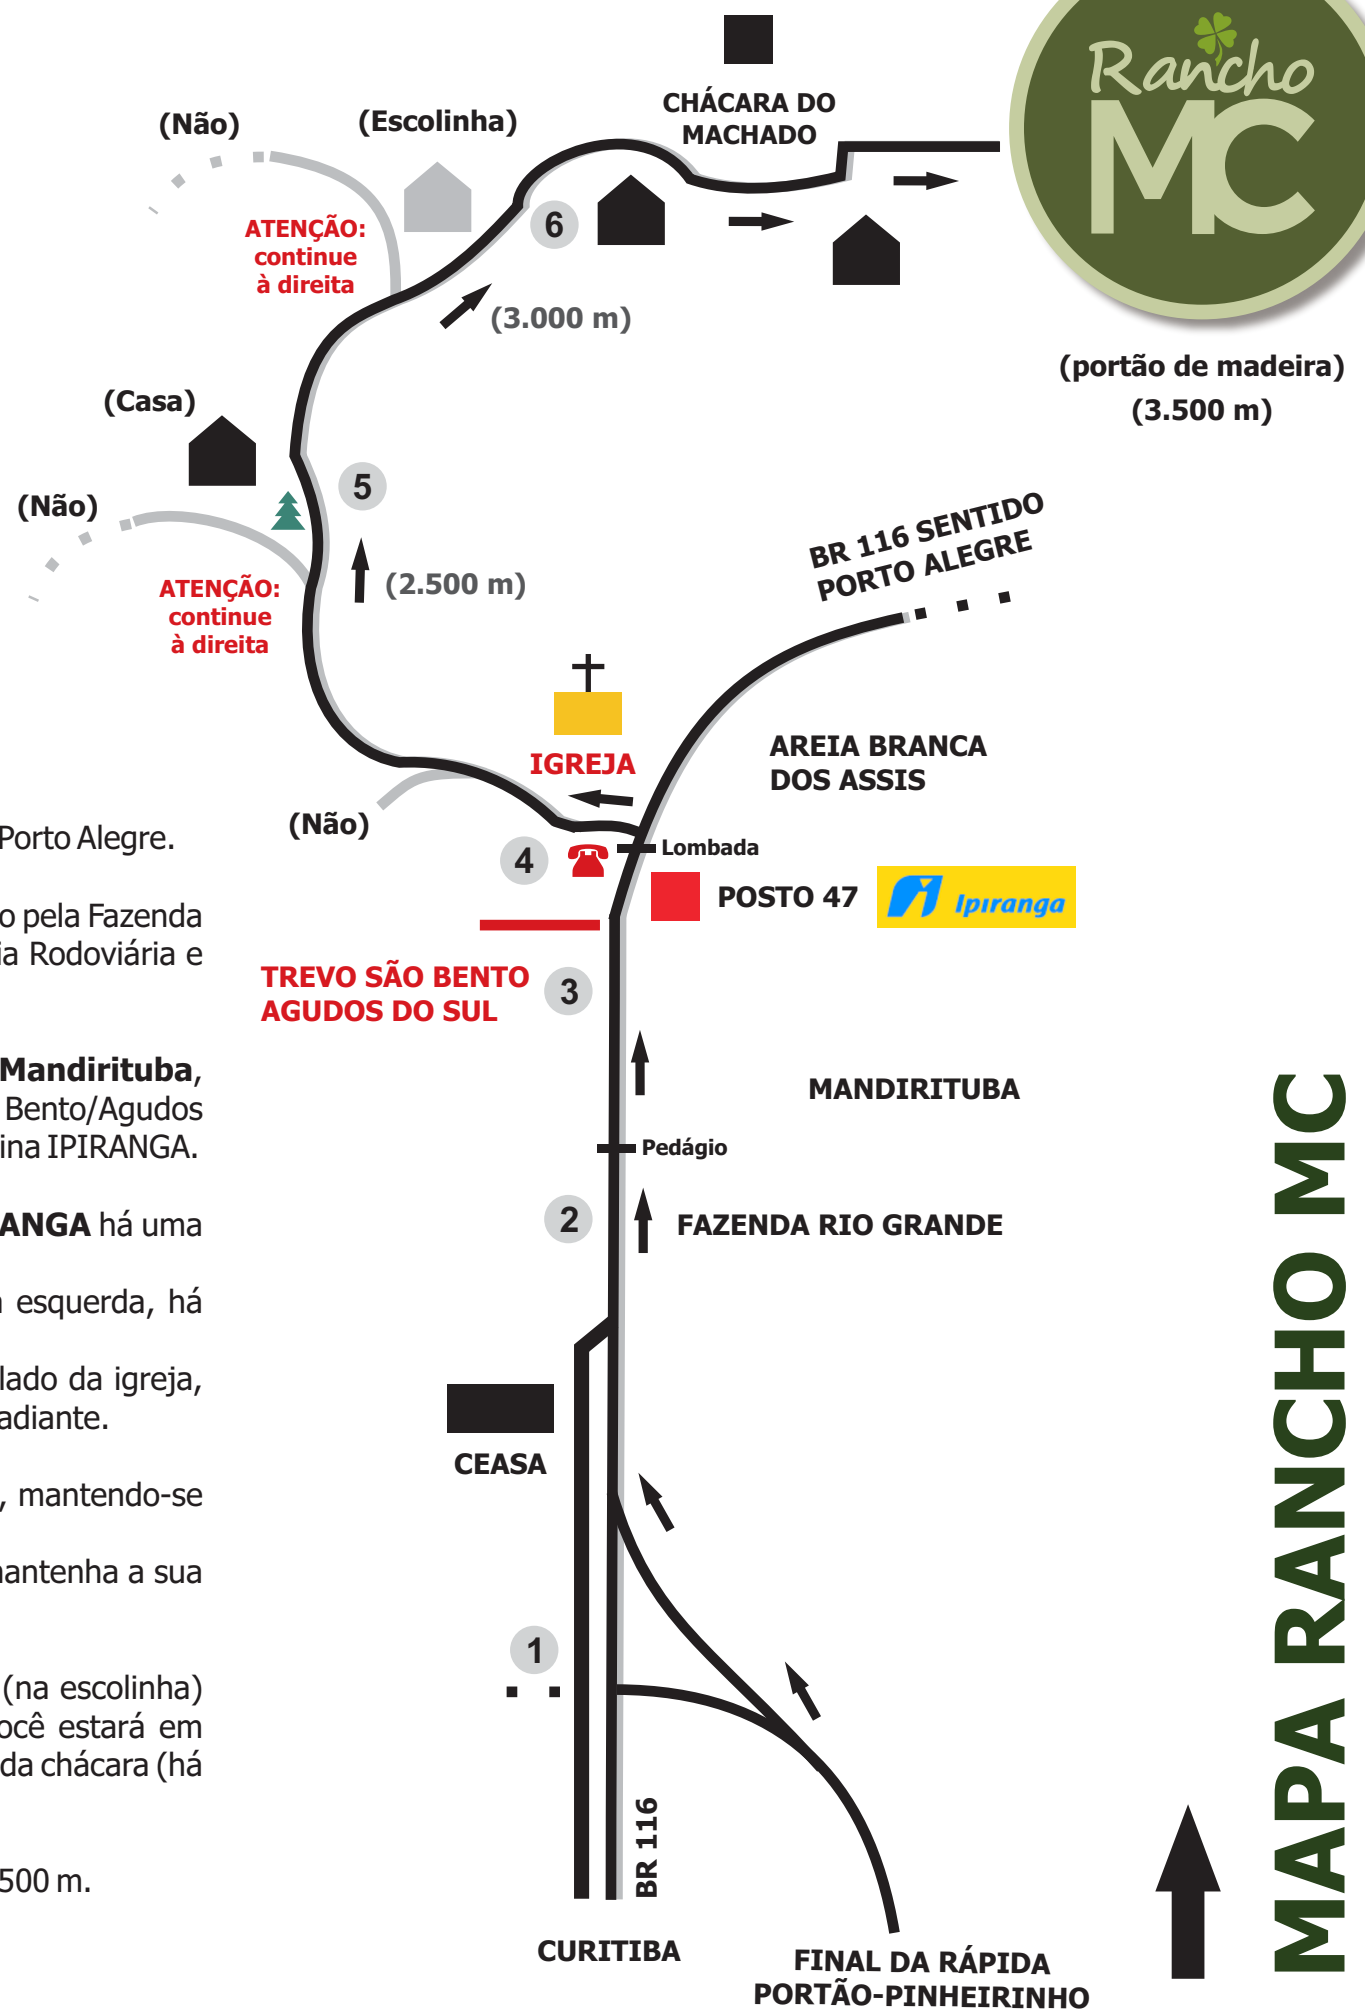 Rancho
MC
CHÁCARA DO
MACHADO
(Não)
(Escolinha)
ATENÇÃO:
continue
à direita
6
(3.000 m)
(portão de madeira)
(3.500 m)
(Casa)
(Não)
5
ATENÇÃO:
continue
à direita
(2.500 m)
BR 116 SENTIDO
PORTO ALEGRE
IGREJA
AREIA BRANCA
DOS ASSIS
(Não)
4
Lombada
POSTO 47
Ipiranga
TREVO SÃO BENTO
AGUDOS DO SUL
3
MANDIRITUBA
Pedágio
2
FAZENDA RIO GRANDE
CEASA
1
BR 116
CURITIBA
FINAL DA RÁPIDA
PORTÃO-PINHEIRINHO
MAPA RANCHO MC
Porto Alegre.
o pela Fazenda
ia Rodoviária e
Mandirituba,
Bento/Agudos
ina IPIRANGA.
ANGA há uma
esquerda, há
lado da igreja,
adiante.
, mantendo-se
mantenha a sua
(na escolinha)
ocê estará em
da chácara (há
500 m.